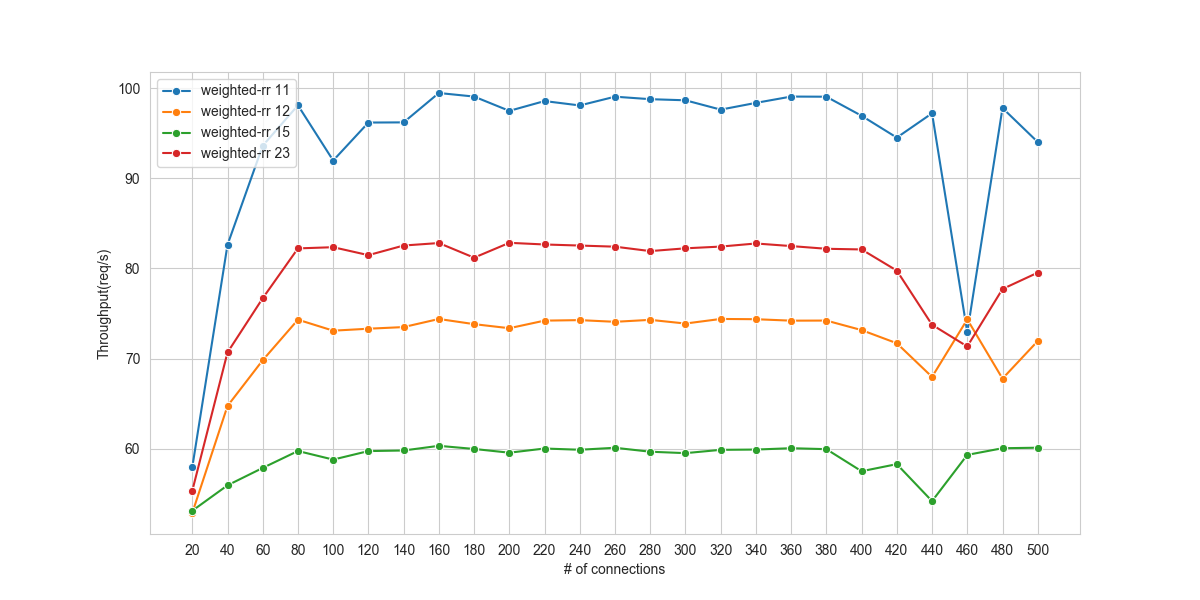 weighted-rr 11
weighted-rr 12
weighted-rr 15
weighted-rr 23
100
90
80
70
60
Throughput(req/s)
20 40 60 80 100 120 140 160 180 200 220 240 260 280 300 320 340 360 380 400 420 440 460 480 500
# of connections